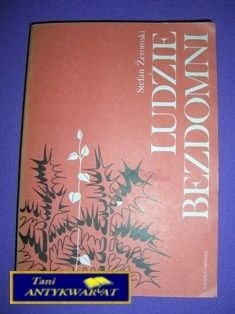 Stefan Żeromski
LUDZIE
BEZDOMNI
Tani
ANTYKWARIAT